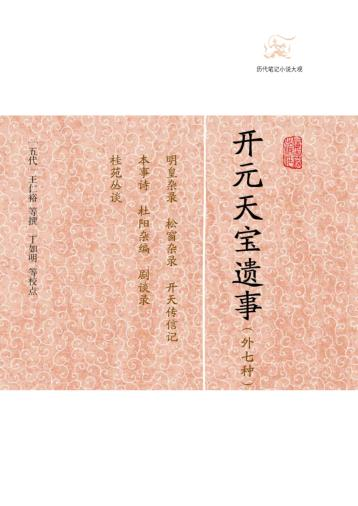 历代笔记小说大观
开元天宝遗事（外七种）
明皇杂录 松窗杂录 开天传信记
本事诗 杜阳杂编 剧谈录
桂苑丛谈
［五代］王仁裕 等撰 丁如明 等校点